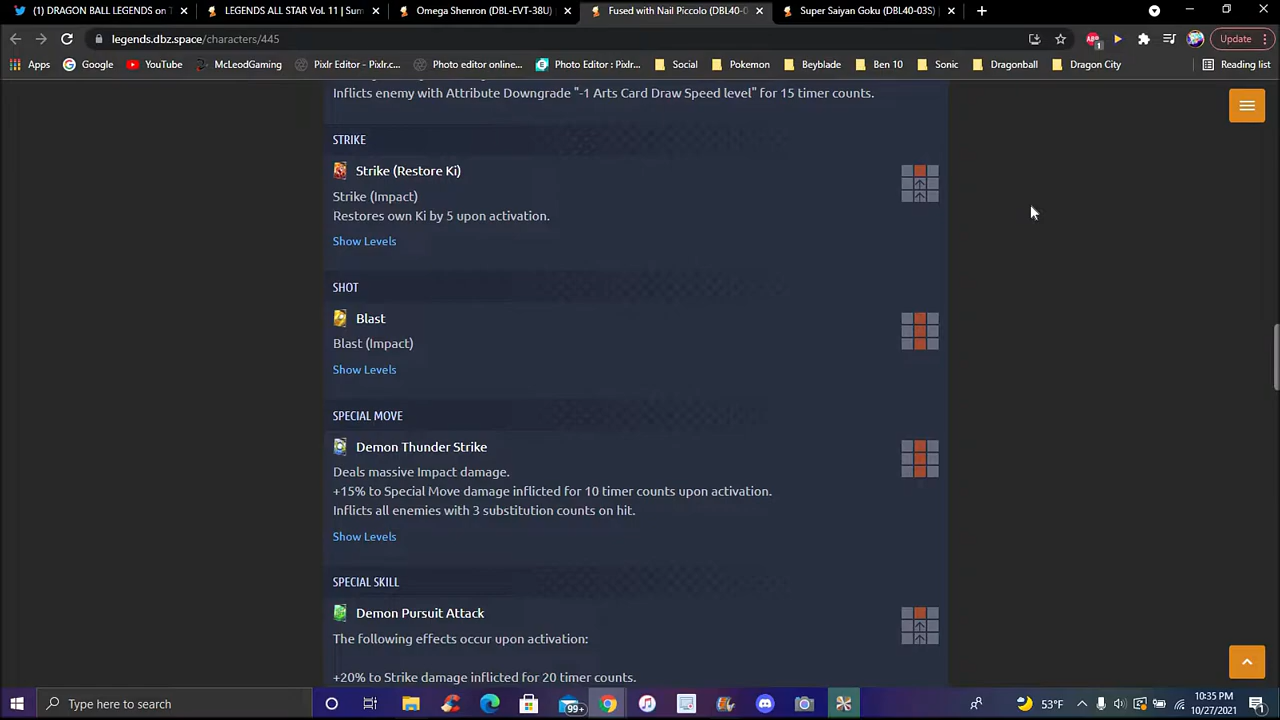 (1) DRAGON BALL LEGENDS on T
LEGENDS ALL STAR Vol 11 | Sum
Omega Shenron (DBL-EVT-38U)
Fused with Nail Piccolo (DBL40-0
Super Saiyan Goku (DBL40-03S)
legends.dbz.space/characters/445
ABP
1
Update
Apps
Google
YouTube
McLeodGaming
Pixlr Editor - Pixlr.c...
Photo editor online...
Photo Editor : Pixlr...
Social
Pokemon
Beyblade
Ben 10
Sonic
Dragonball
Dragon City
Reading list
Inflicts enemy with Attribute Downgrade "-1 Arts Card Draw Speed level" for 15 timer counts.
STRIKE
Strike (Restore Ki)
Strike (Impact)
Restores own Ki by 5 upon activation.
Show Levels
SHOT
Blast
Blast (Impact)
Show Levels
SPECIAL MOVE
Demon Thunder Strike
Deals massive Impact damage.
+15% to Special Move damage inflicted for 10 timer counts upon activation.
Inflicts all enemies with 3 substitution counts on hit.
Show Levels
SPECIAL SKILL
Demon Pursuit Attack
The following effects occur upon activation:
+20% to Strike damage inflicted for 20 timer counts.
Type here to search
99+
53°F
10:35 PM
10/27/2021
1